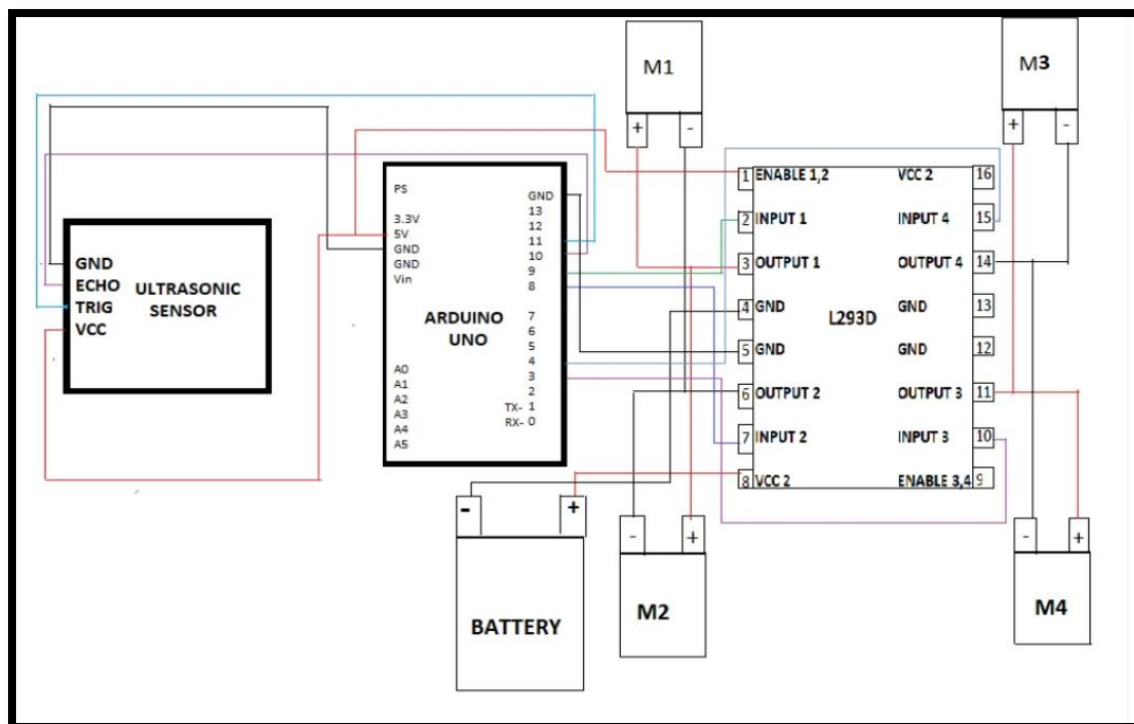 M1
+ -
M3
+ -
GND
ECHO
TRIG
VCC
ULTRASONIC
SENSOR
PS
3.3V
5V
GND
GND
Vin
A0
A1
A2
A3
A4
A5
ARDUINO
UNO
GND
13
12
11
10
9
8
7
6
5
4
3
2
TX- 1
RX- 0
1 ENABLE 1,2
2 INPUT 1
3 OUTPUT 1
4 GND
5 GND
6 OUTPUT 2
7 INPUT 2
8 VCC 2
L293D
VCC 2 16
INPUT 4 15
OUTPUT 4 14
GND 13
GND 12
OUTPUT 3 11
INPUT 3 10
ENABLE 3,4 9
- +
BATTERY
- +
M2
- +
M4